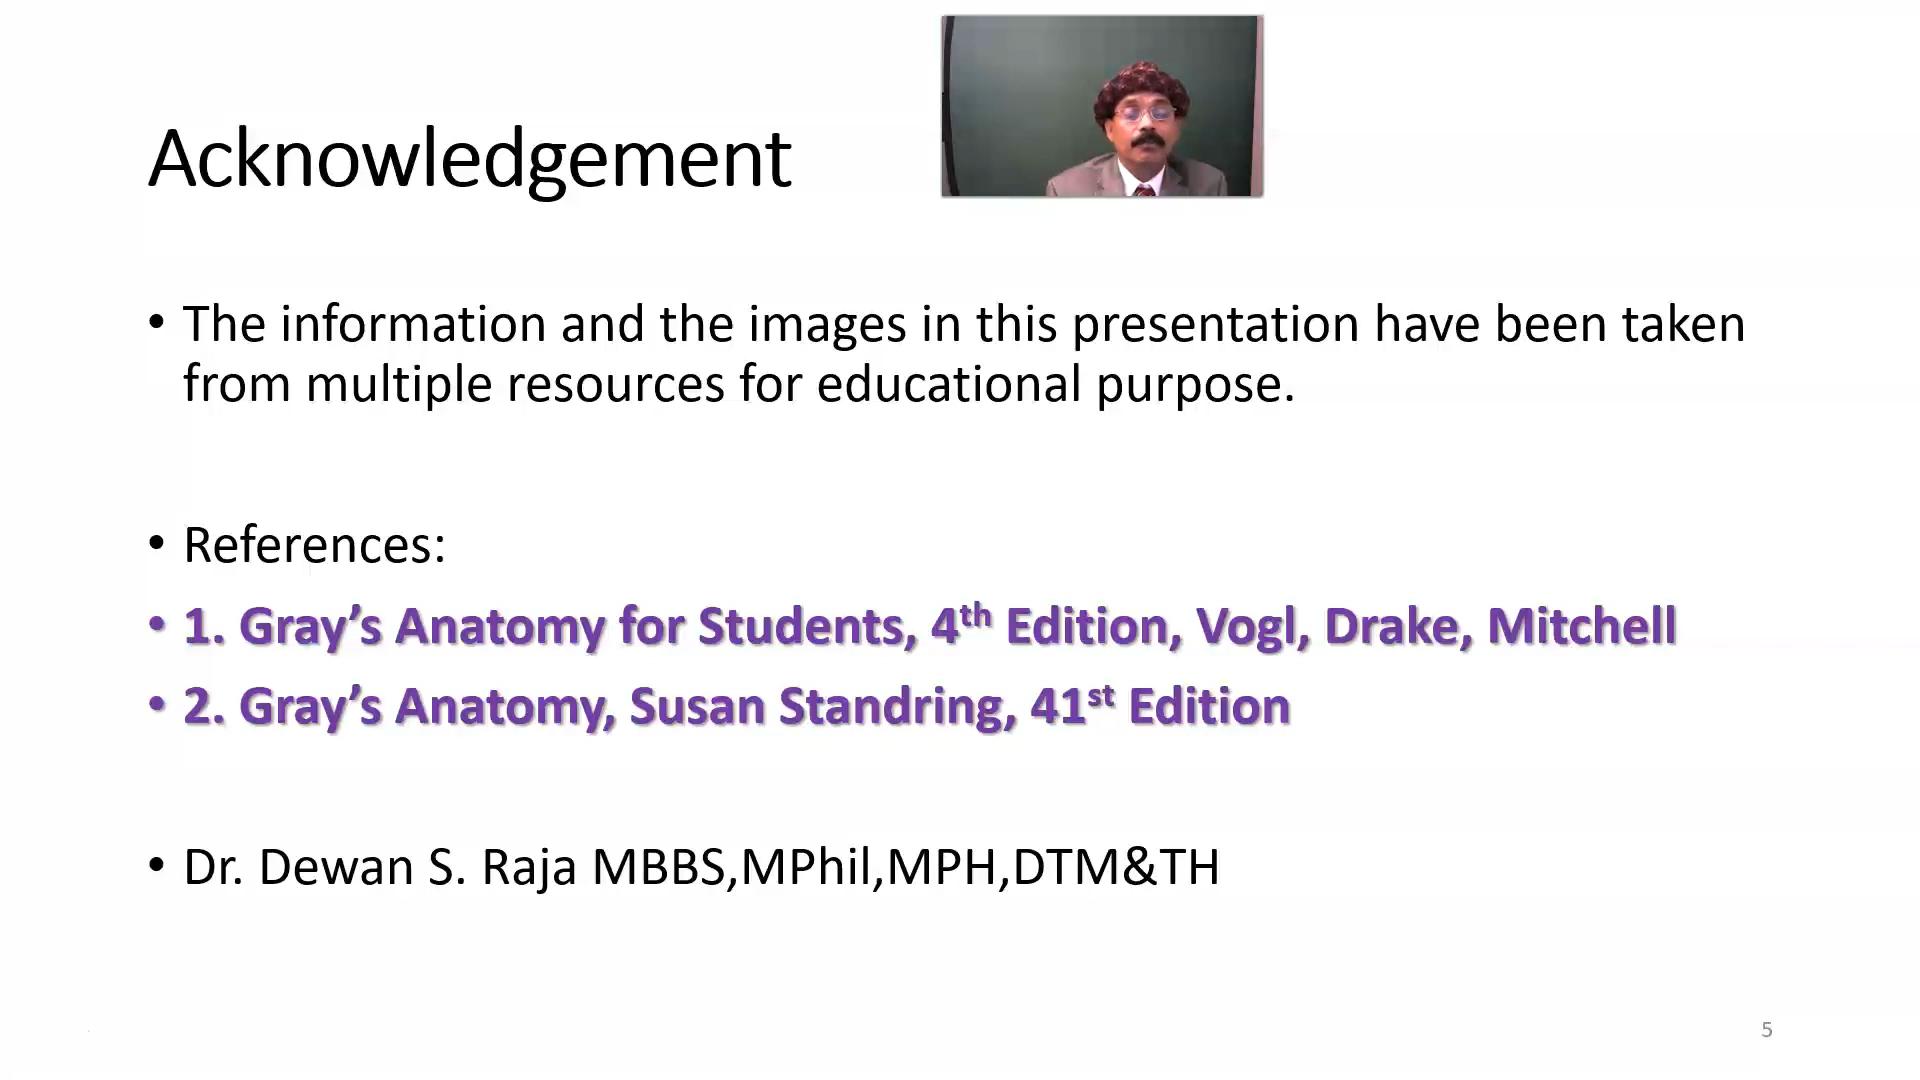 Acknowledgement
• The information and the images in this presentation have been taken
from multiple resources for educational purpose.
• References:
• 1. Gray’s Anatomy for Students, 4th Edition, Vogl, Drake, Mitchell
• 2. Gray’s Anatomy, Susan Standring, 41st Edition
• Dr. Dewan S. Raja MBBS,MPhil,MPH,DTM&TH
5